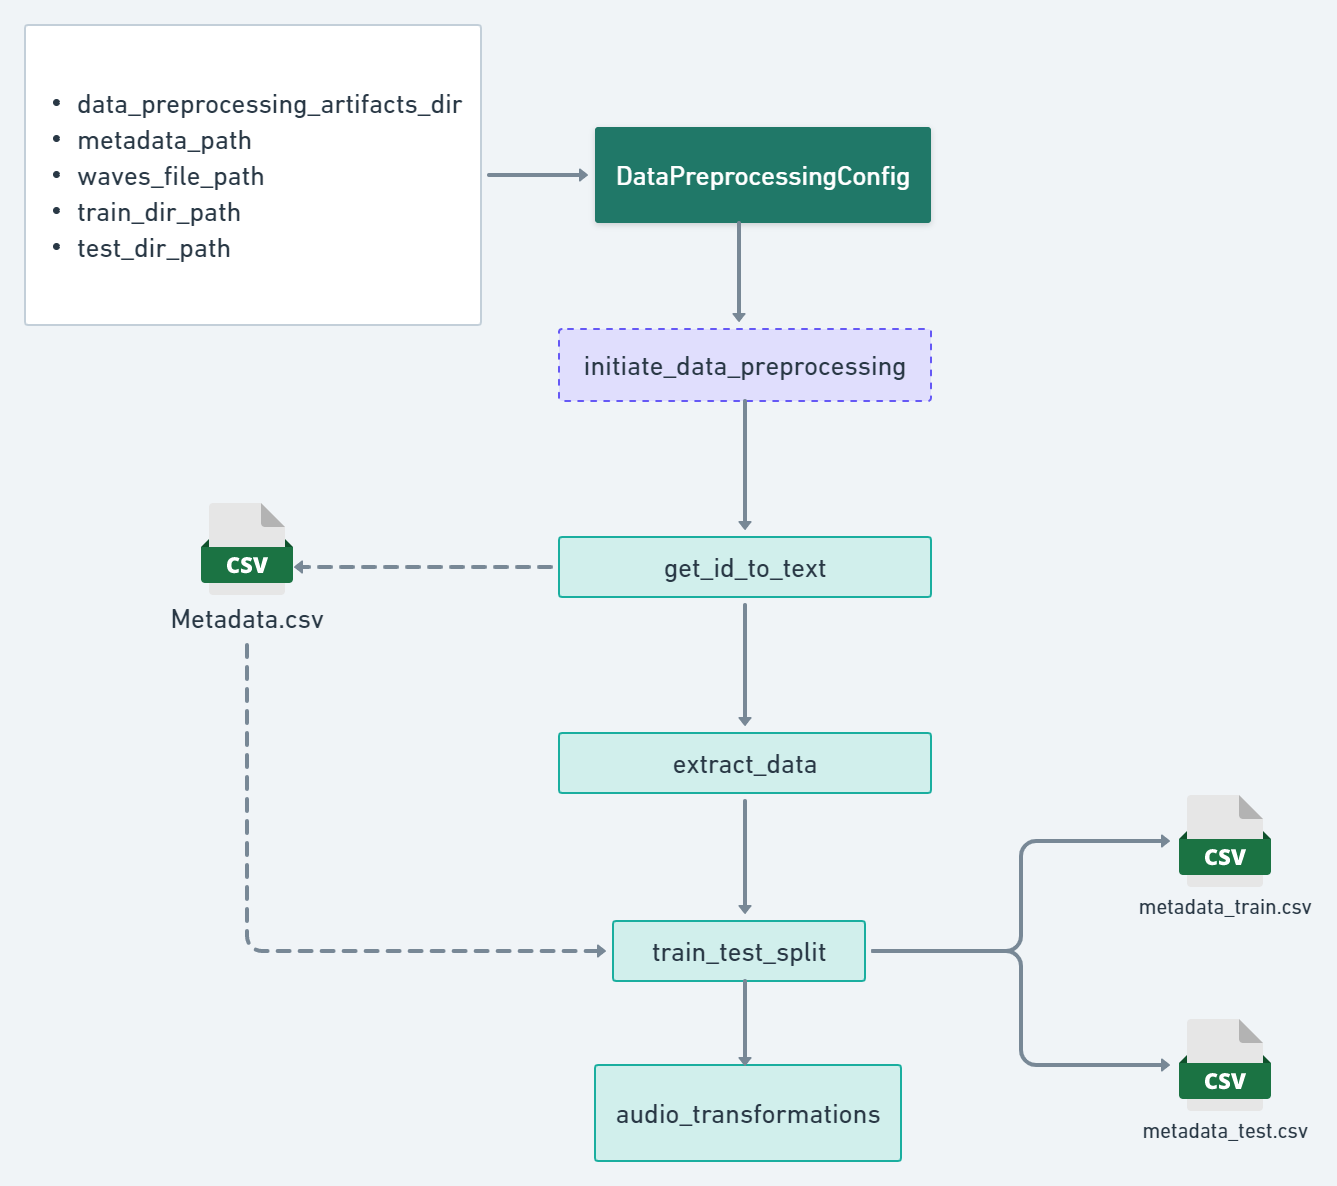 • data_preprocessing_artifacts_dir
• metadata_path
• waves_file_path
• train_dir_path
• test_dir_path
DataPreprocessingConfig
initiate_data_preprocessing
CSV
Metadata.csv
get_id_to_text
extract_data
CSV
metadata_train.csv
train_test_split
CSV
metadata_test.csv
audio_transformations